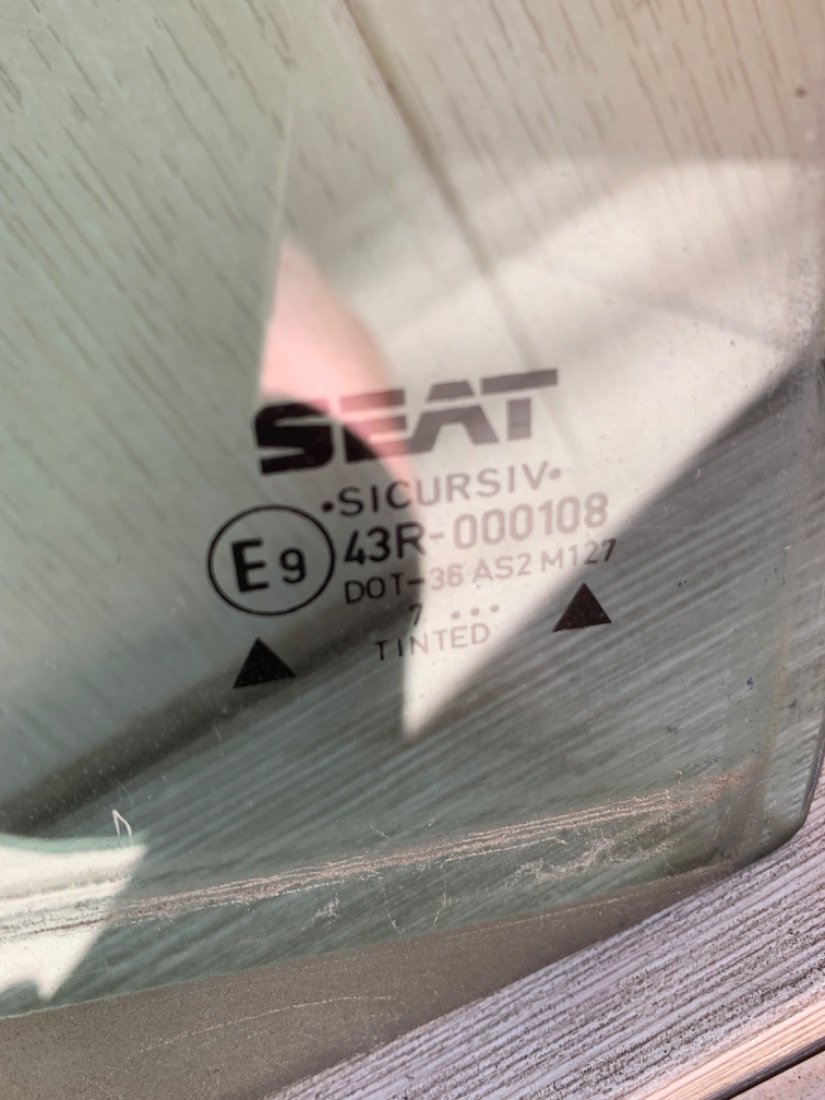 SEAT
•SICURSIV•
E9 43R-000108
DOT-36 AS2 M127
7 •••
TINTED